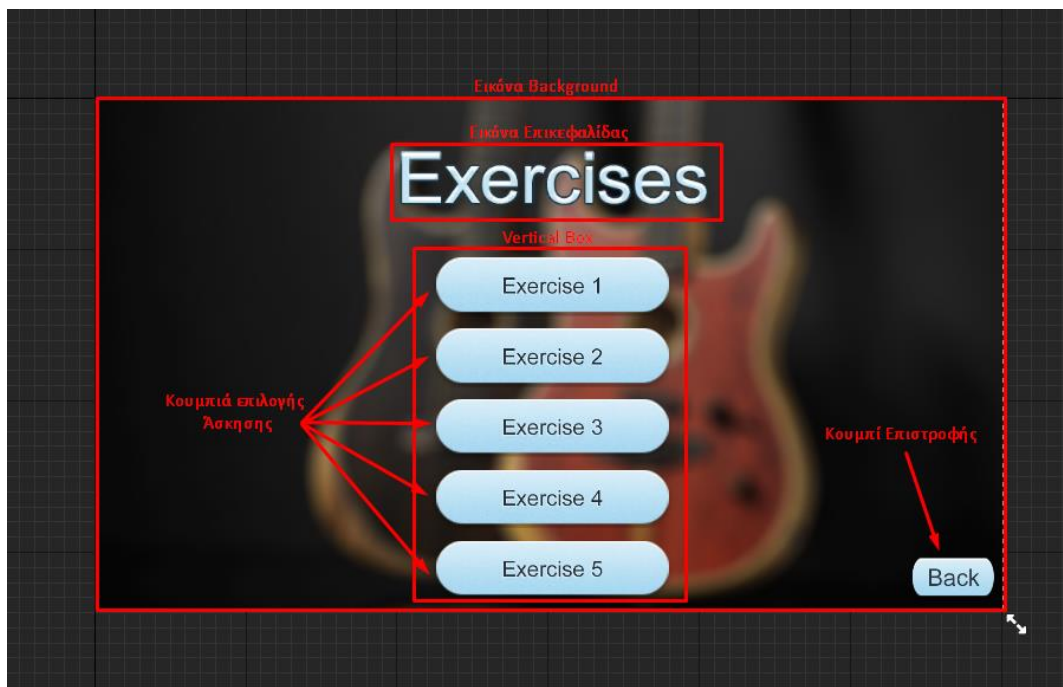 Εικόνα Background
Εικόνα Επικεφαλίδας
Exercises
Vertical Box
Exercise 1
Exercise 2
Exercise 3
Exercise 4
Exercise 5
Κουμπιά επιλογής
Άσκησης
Κουμπί Επιστροφής
Back